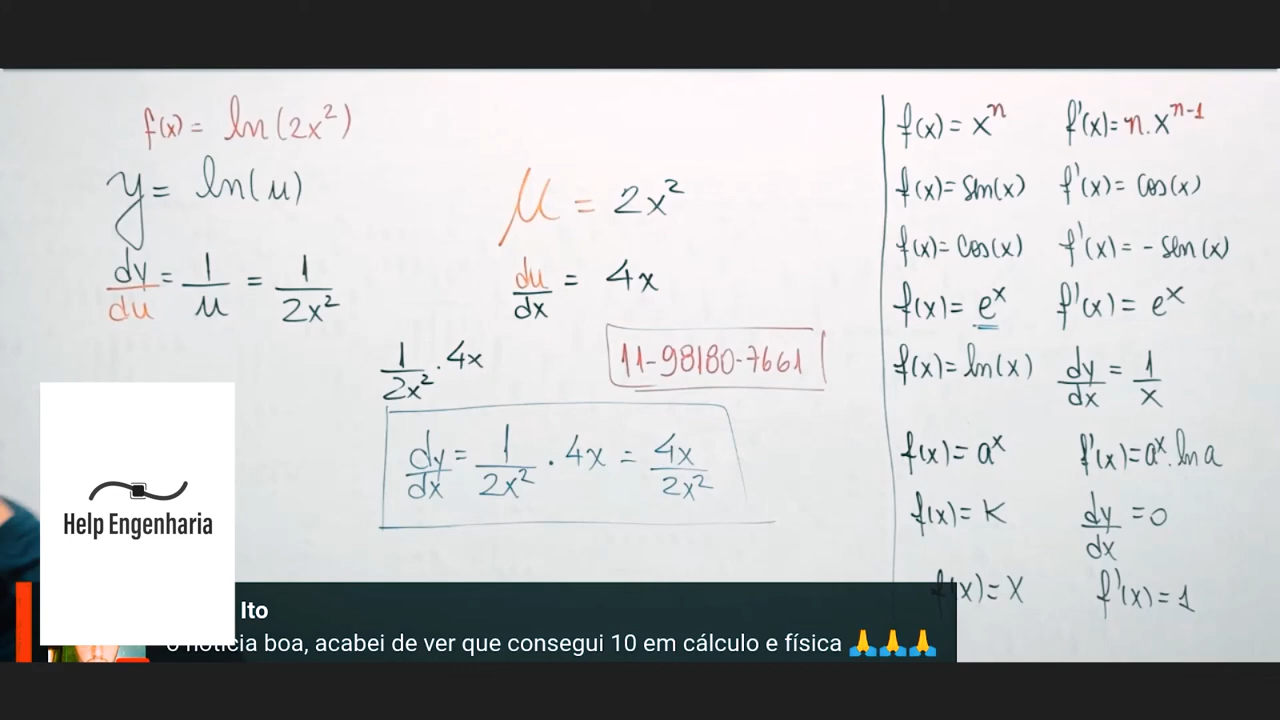 f(x) = ln(2x²)
y = ln(u)
dy/du = 1/u = 1/2x²
μ = 2x²
du/dx = 4x
1/2x² . 4x
11-98180-7661
dy/dx = 1/2x² . 4x = 4x/2x²
f(x) = xⁿ f'(x) = n.xⁿ⁻¹
f(x) = sen(x) f'(x) = cos(x)
f(x) = cos(x) f'(x) = - sen(x)
f(x) = eˣ f'(x) = eˣ
f(x) = ln(x) dy/dx = 1/x
f(x) = aˣ f'(x) = aˣ.ln a
f(x) = K dy/dx = 0
f(x) = X f'(x) = 1
Help Engenharia
Ito
notícia boa, acabei de ver que consegui 10 em cálculo e física 🙏🙏🙏